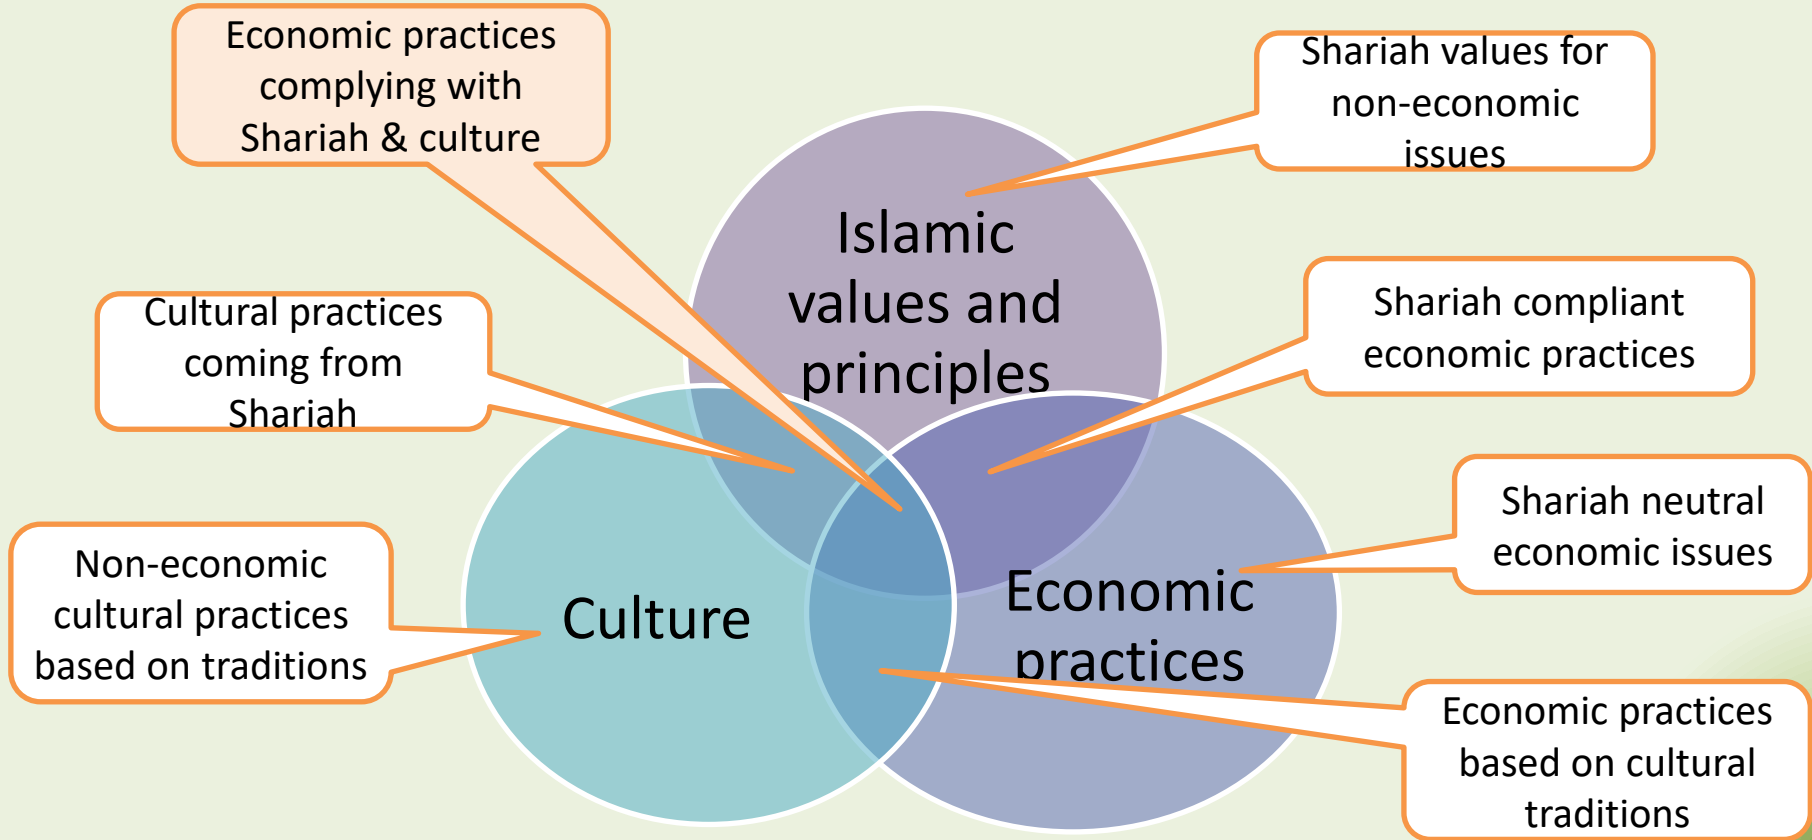 Economic practices
complying with
Shariah & culture
Shariah values for
non-economic
issues
Islamic
values and
principles
Cultural practices
coming from
Shariah
Shariah compliant
economic practices
Shariah neutral
economic issues
Non-economic
cultural practices
based on traditions
Culture
Economic
practices
Economic practices
based on cultural
traditions